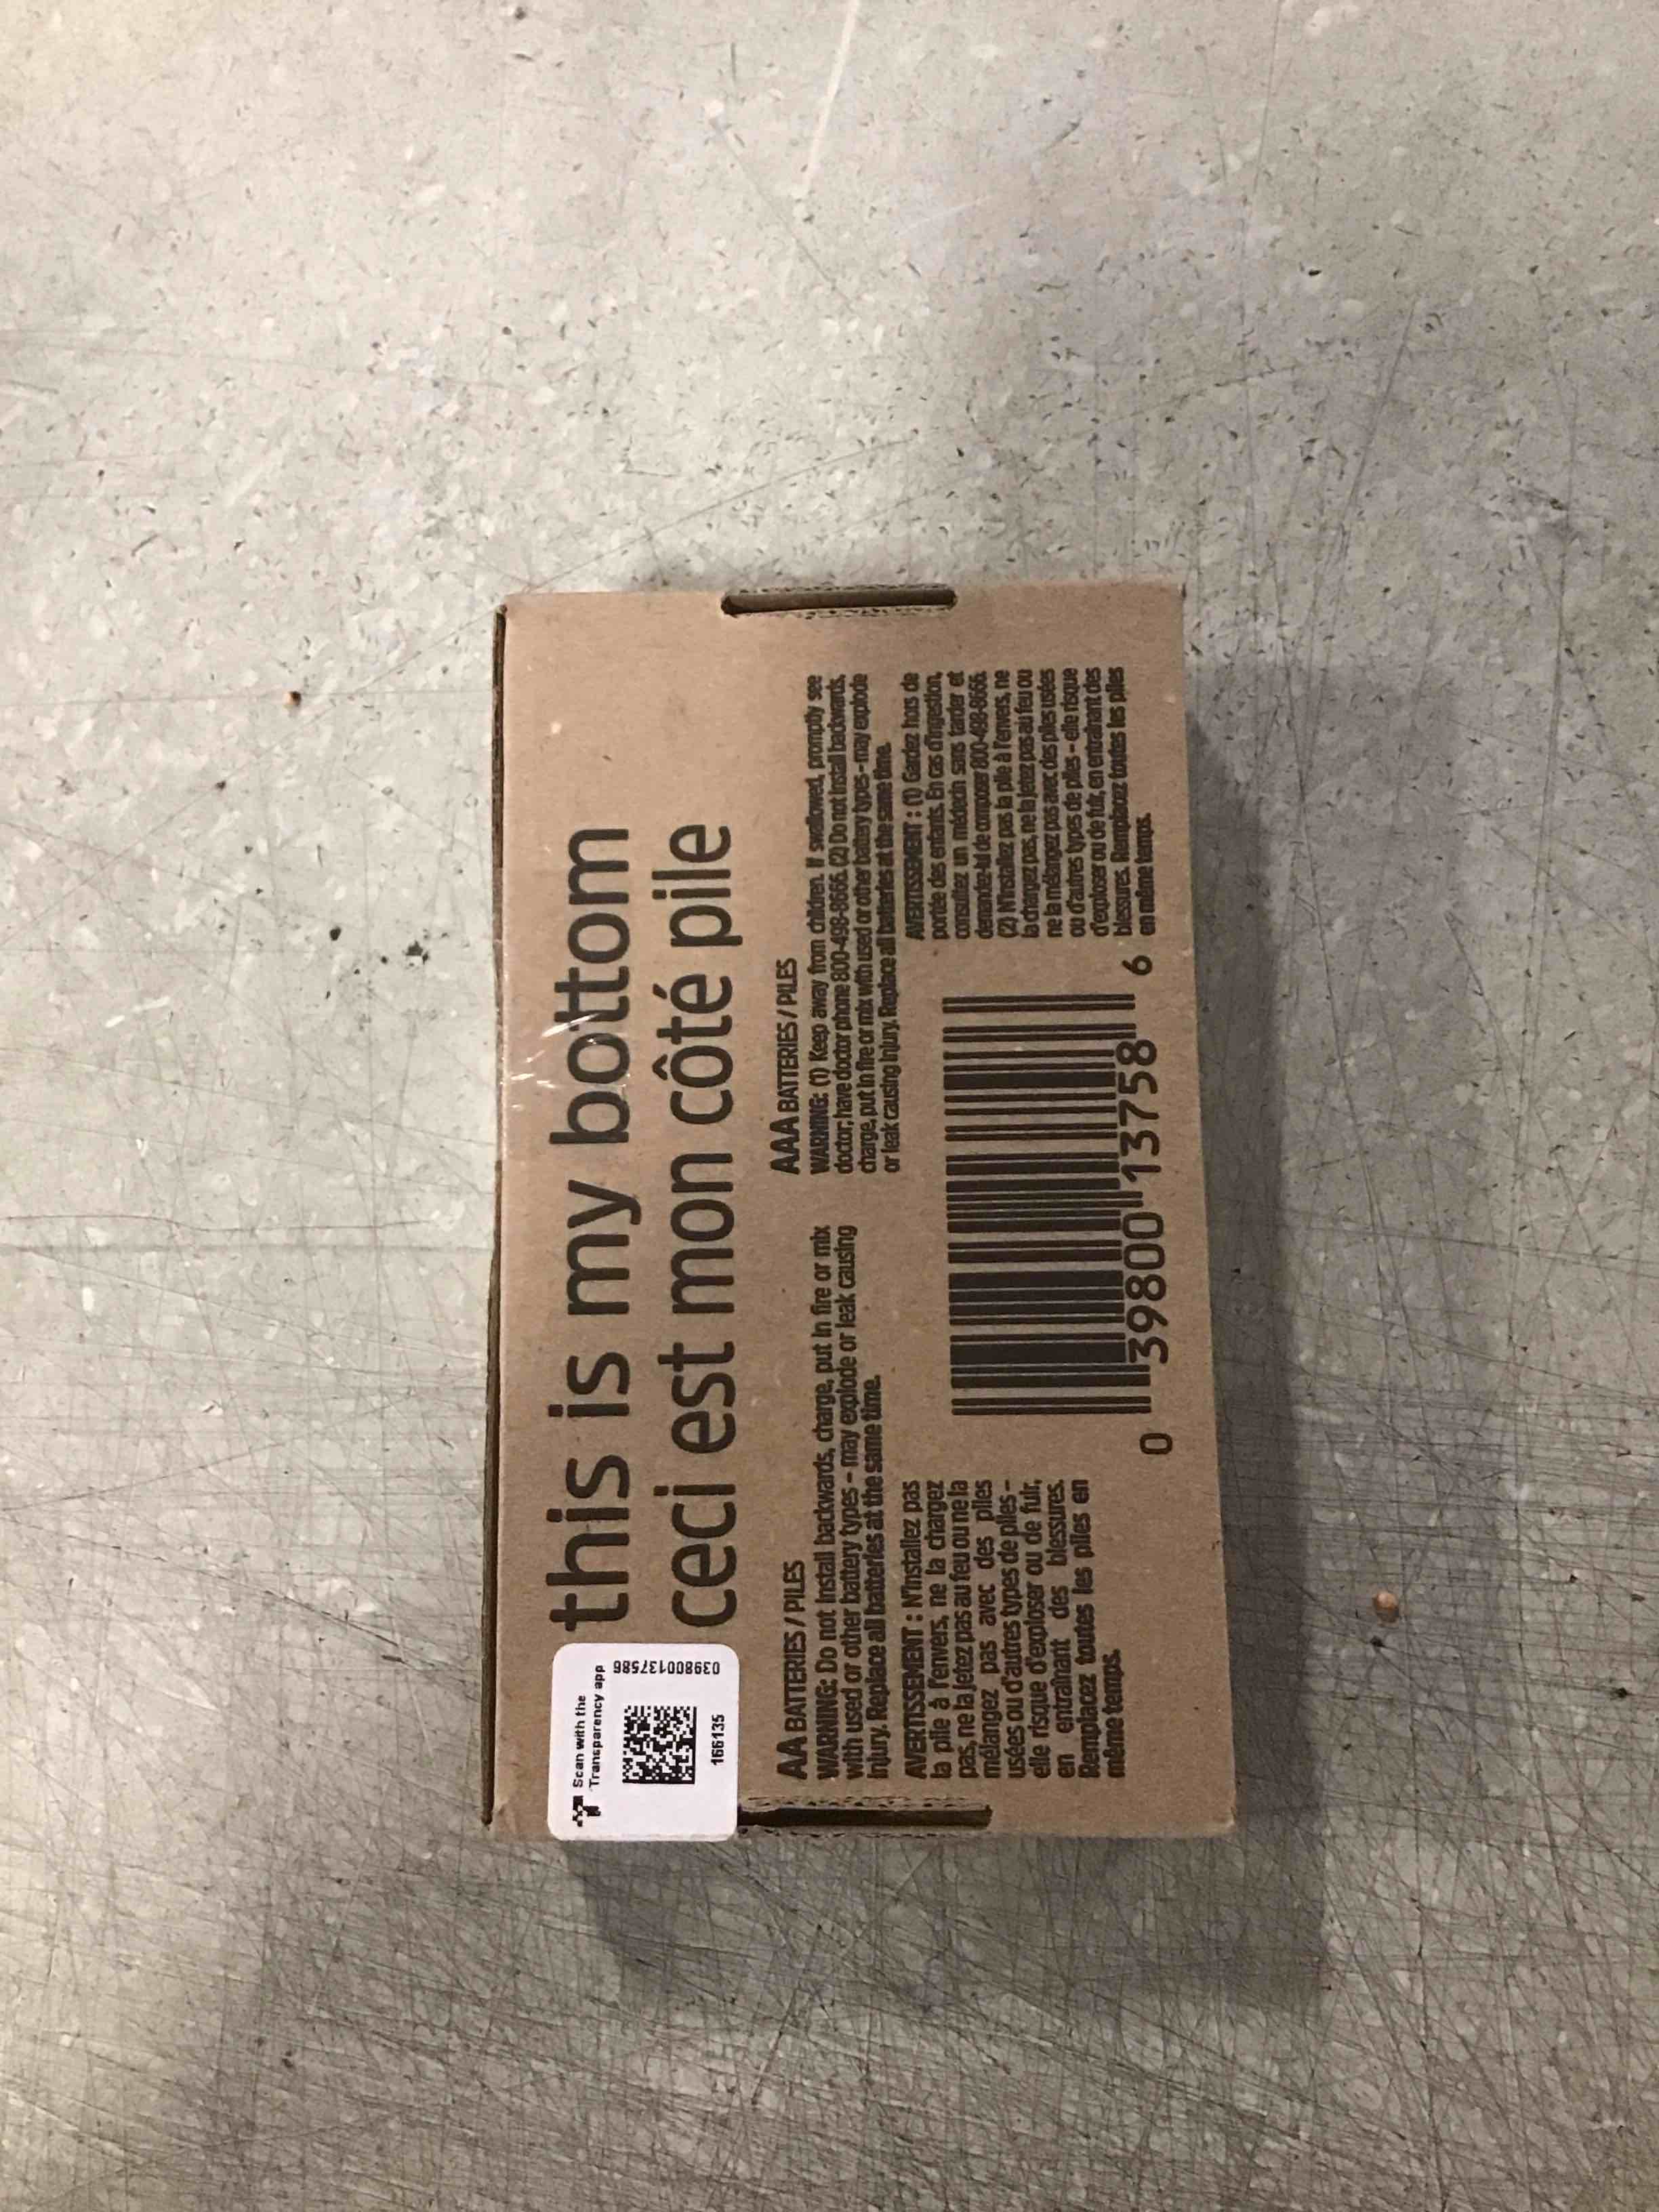 this is my bottom
ceci est mon côté pile
Scan with the
Transparency app
039800137586
166135
AA BATTERIES / PILES
WARNING: Do not install backwards, charge, put in fire or mix
with used or other battery types – may explode or leak causing
injury. Replace all batteries at the same time.
AVERTISSEMENT : N'installez pas
la pile à l'envers, ne la chargez
pas, ne la jetez pas au feu ou ne la
mélangez pas avec des piles
usées ou d'autres types de piles –
elle risque d'exploser ou de fuir,
en entraînant des blessures.
Remplacez toutes les piles en
même temps.
AAA BATTERIES / PILES
WARNING: (1) Keep away from children. If swallowed, promptly see
doctor; have doctor phone 800-498-8666. (2) Do not install backwards,
charge, put in fire or mix with used or other battery types – may explode
or leak causing injury. Replace all batteries at the same time.
AVERTISSEMENT : (1) Gardez hors de
portée des enfants. En cas d'ingestion,
consultez un médecin sans tarder et
demandez-lui de composer 800-498-8666.
(2) N'installez pas la pile à l'envers, ne
la chargez pas, ne la jetez pas au feu ou
ne la mélangez pas avec des piles usées
ou d'autres types de piles – elle risque
d'exploser ou de fuir, en entraînant des
blessures. Remplacez toutes les piles
en même temps.
0 39800 13758 6